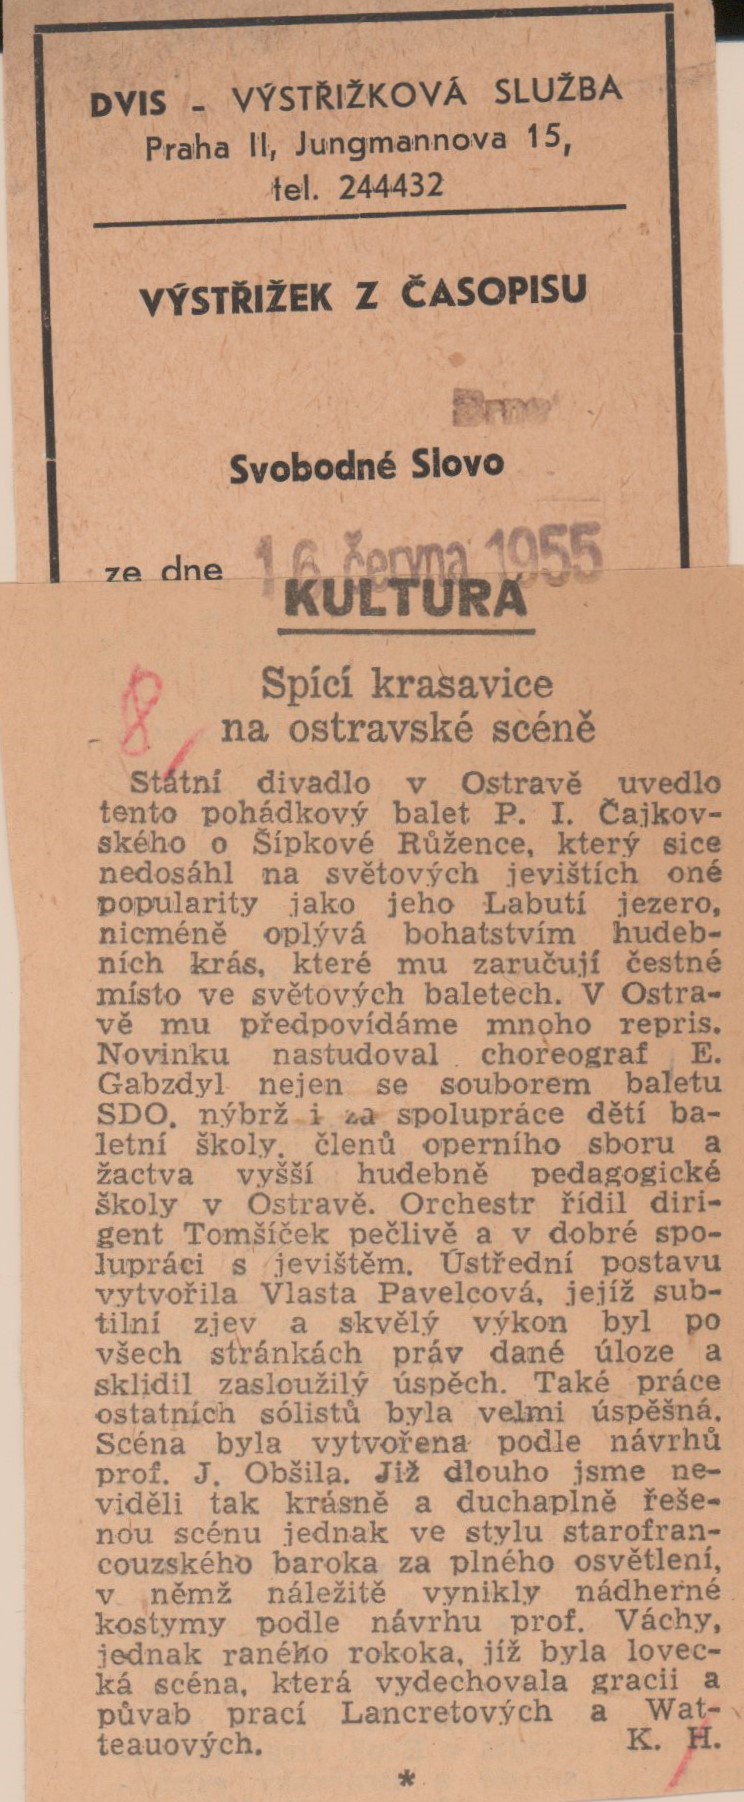 DVIS - VÝSTŘIŽKOVÁ SLUŽBA
Praha II, Jungmannova 15,
tel. 244432
VÝSTŘIŽEK Z ČASOPISU
Brno
Svobodné Slovo
ze dne 16. června 1955
KULTURA
8
Spící krasavice
na ostravské scéně
Státní divadlo v Ostravě uvedlo
tento pohádkový balet P. I. Čajkov-
ského o Šípkové Růžence, který sice
nedosáhl na světových jevištích oné
popularity jako jeho Labutí jezero,
nicméně oplývá bohatstvím hudeb-
ních krás, které mu zaručují čestné
místo ve světových baletech. V Ostra-
vě mu předpovídáme mnoho repris.
Novinku nastudoval choreograf E.
Gabzdyl nejen se souborem baletu
SDO, nýbrž i za spolupráce dětí ba-
letní školy, členů operního sboru a
žactva vyšší hudebně pedagogické
školy v Ostravě. Orchestr řídil diri-
gent Tomšíček pečlivě a v dobré spo-
lupráci s jevištěm. Ústřední postavu
vytvořila Vlasta Pavelcová, jejíž sub-
tilní zjev a skvělý výkon byl po
všech stránkách práv dané úloze a
sklidil zasloužilý úspěch. Také práce
ostatních sólistů byla velmi úspěšná.
Scéna byla vytvořena podle návrhů
prof. J. Obšila. Již dlouho jsme ne-
viděli tak krásně a duchaplně řeše-
nou scénu jednak ve stylu starofran-
couzského baroka za plného osvětlení,
v němž náležitě vynikly nádherné
kostymy podle návrhu prof. Váchy,
jednak raného rokoka, jíž byla lovec-
ká scéna, která vydechovala gracii a
půvab prací Lancretových a Wat-
teauových. K. H.
*